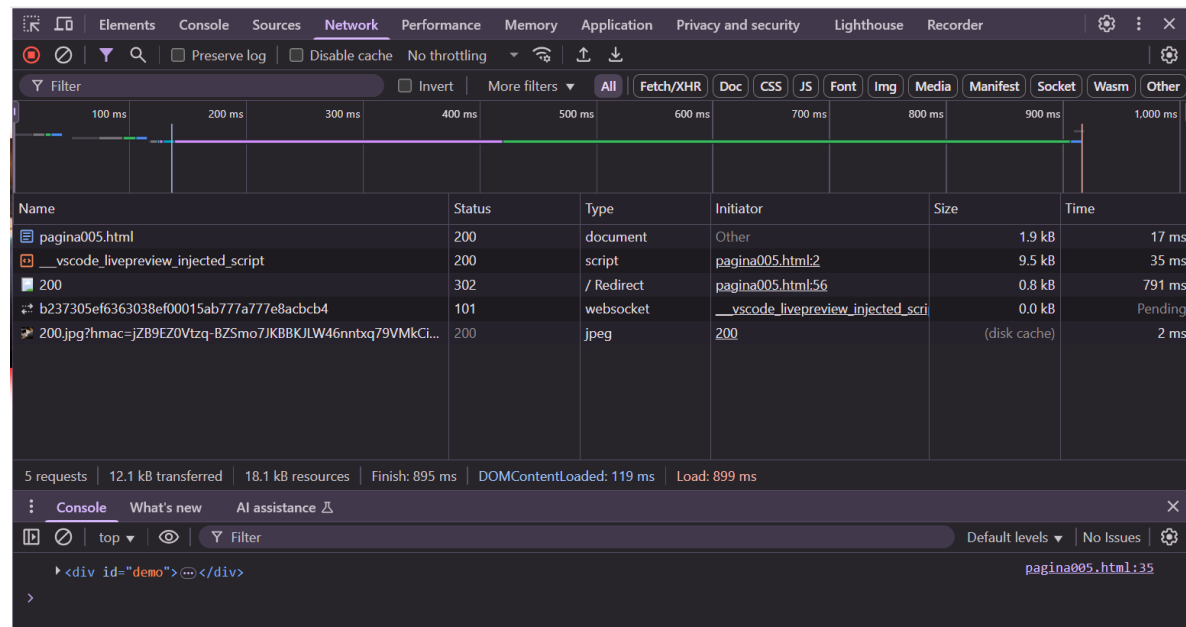 Elements Console Sources Network Performance Memory Application Privacy and security Lighthouse Recorder
Preserve log Disable cache No throttling
Filter Invert More filters All Fetch/XHR Doc CSS JS Font Img Media Manifest Socket Wasm Other
100 ms 200 ms 300 ms 400 ms 500 ms 600 ms 700 ms 800 ms 900 ms 1,000 ms
Name Status Type Initiator Size Time
pagina005.html 200 document Other 1.9 kB 17 ms
__vscode_livepreview_injected_script 200 script pagina005.html:2 9.5 kB 35 ms
200 302 / Redirect pagina005.html:56 0.8 kB 791 ms
b237305ef6363038ef00015ab777a777e8acbcb4 101 websocket __vscode_livepreview_injected_scri 0.0 kB Pending
200.jpg?hmac=jZB9EZ0Vtzq-BZSmo7JKBBKJLW46nntxq79VMkCi... 200 jpeg 200 (disk cache) 2 ms
5 requests 12.1 kB transferred 18.1 kB resources Finish: 895 ms DOMContentLoaded: 119 ms Load: 899 ms
Console What's new AI assistance
top Filter Default levels No Issues
<div id="demo">…</div> pagina005.html:35